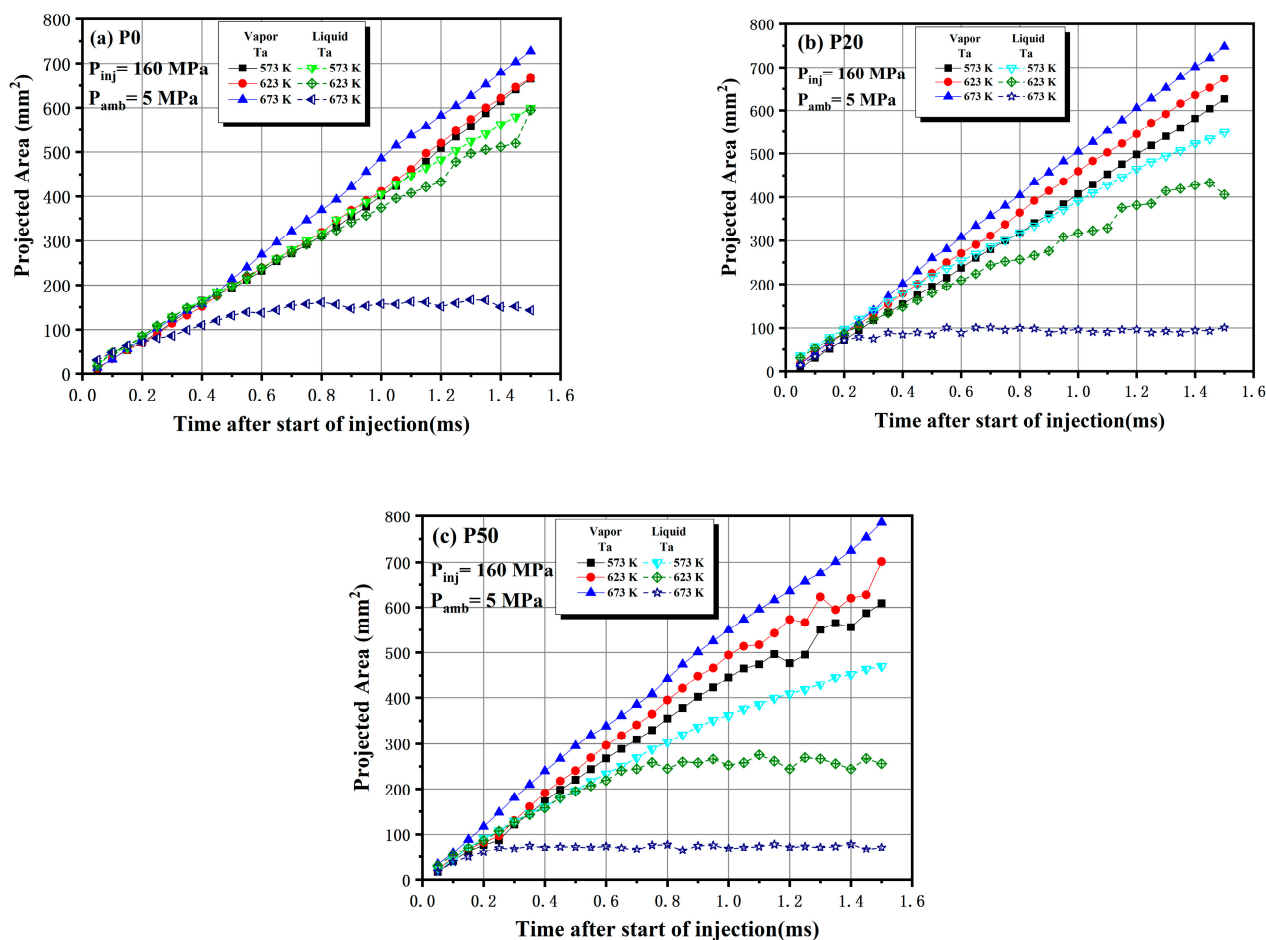 (a) P0
P_inj= 160 MPa
P_amb= 5 MPa
Vapor Liquid
Ta Ta
573 K 573 K
623 K 623 K
673 K 673 K
Projected Area (mm²)
800
700
600
500
400
300
200
100
0
0.0 0.2 0.4 0.6 0.8 1.0 1.2 1.4 1.6
Time after start of injection(ms)
(b) P20
P_inj= 160 MPa
P_amb= 5 MPa
Vapor Liquid
Ta Ta
573 K 573 K
623 K 623 K
673 K 673 K
Projected Area (mm²)
800
700
600
500
400
300
200
100
0
0.0 0.2 0.4 0.6 0.8 1.0 1.2 1.4 1.6
Time after start of injection(ms)
(c) P50
P_inj= 160 MPa
P_amb= 5 MPa
Vapor Liquid
Ta Ta
573 K 573 K
623 K 623 K
673 K 673 K
Projected Area (mm²)
800
700
600
500
400
300
200
100
0
0.0 0.2 0.4 0.6 0.8 1.0 1.2 1.4 1.6
Time after start of injection(ms)